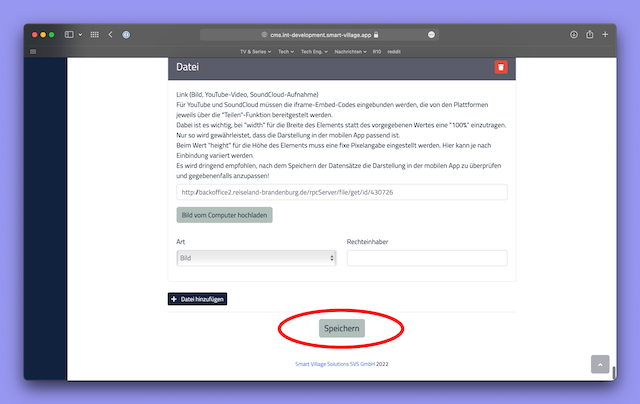 cms.int-development.smart-village.app
TV & Series Tech Tech Eng. Nachrichten R10 reddit
Datei
Link (Bild, YouTube-Video, SoundCloud-Aufnahme)
Für YouTube und SoundCloud müssen die iframe-Embed-Codes eingebunden werden, die von den Plattformen
jeweils über die "Teilen"-Funktion bereitgestellt werden.
Dabei ist es wichtig, bei "width" für die Breite des Elements statt des vorgegebenen Wertes eine "100%" einzutragen.
Nur so wird gewährleistet, dass die Darstellung in der mobilen App passend ist.
Beim Wert "height" für die Höhe des Elements muss eine fixe Pixelangabe eingestellt werden. Hier kann je nach
Einbindung variiert werden.
Es wird dringend empfohlen, nach dem Speichern der Datensätze die Darstellung in der mobilen App zu überprüfen
und gegebenenfalls anzupassen!
http://backoffice2.reiseland-brandenburg.de/rpcServer/file/get/id/430726
Bild vom Computer hochladen
Art Rechteinhaber
Bild
+ Datei hinzufügen
Speichern
Smart Village Solutions SVS GmbH 2022